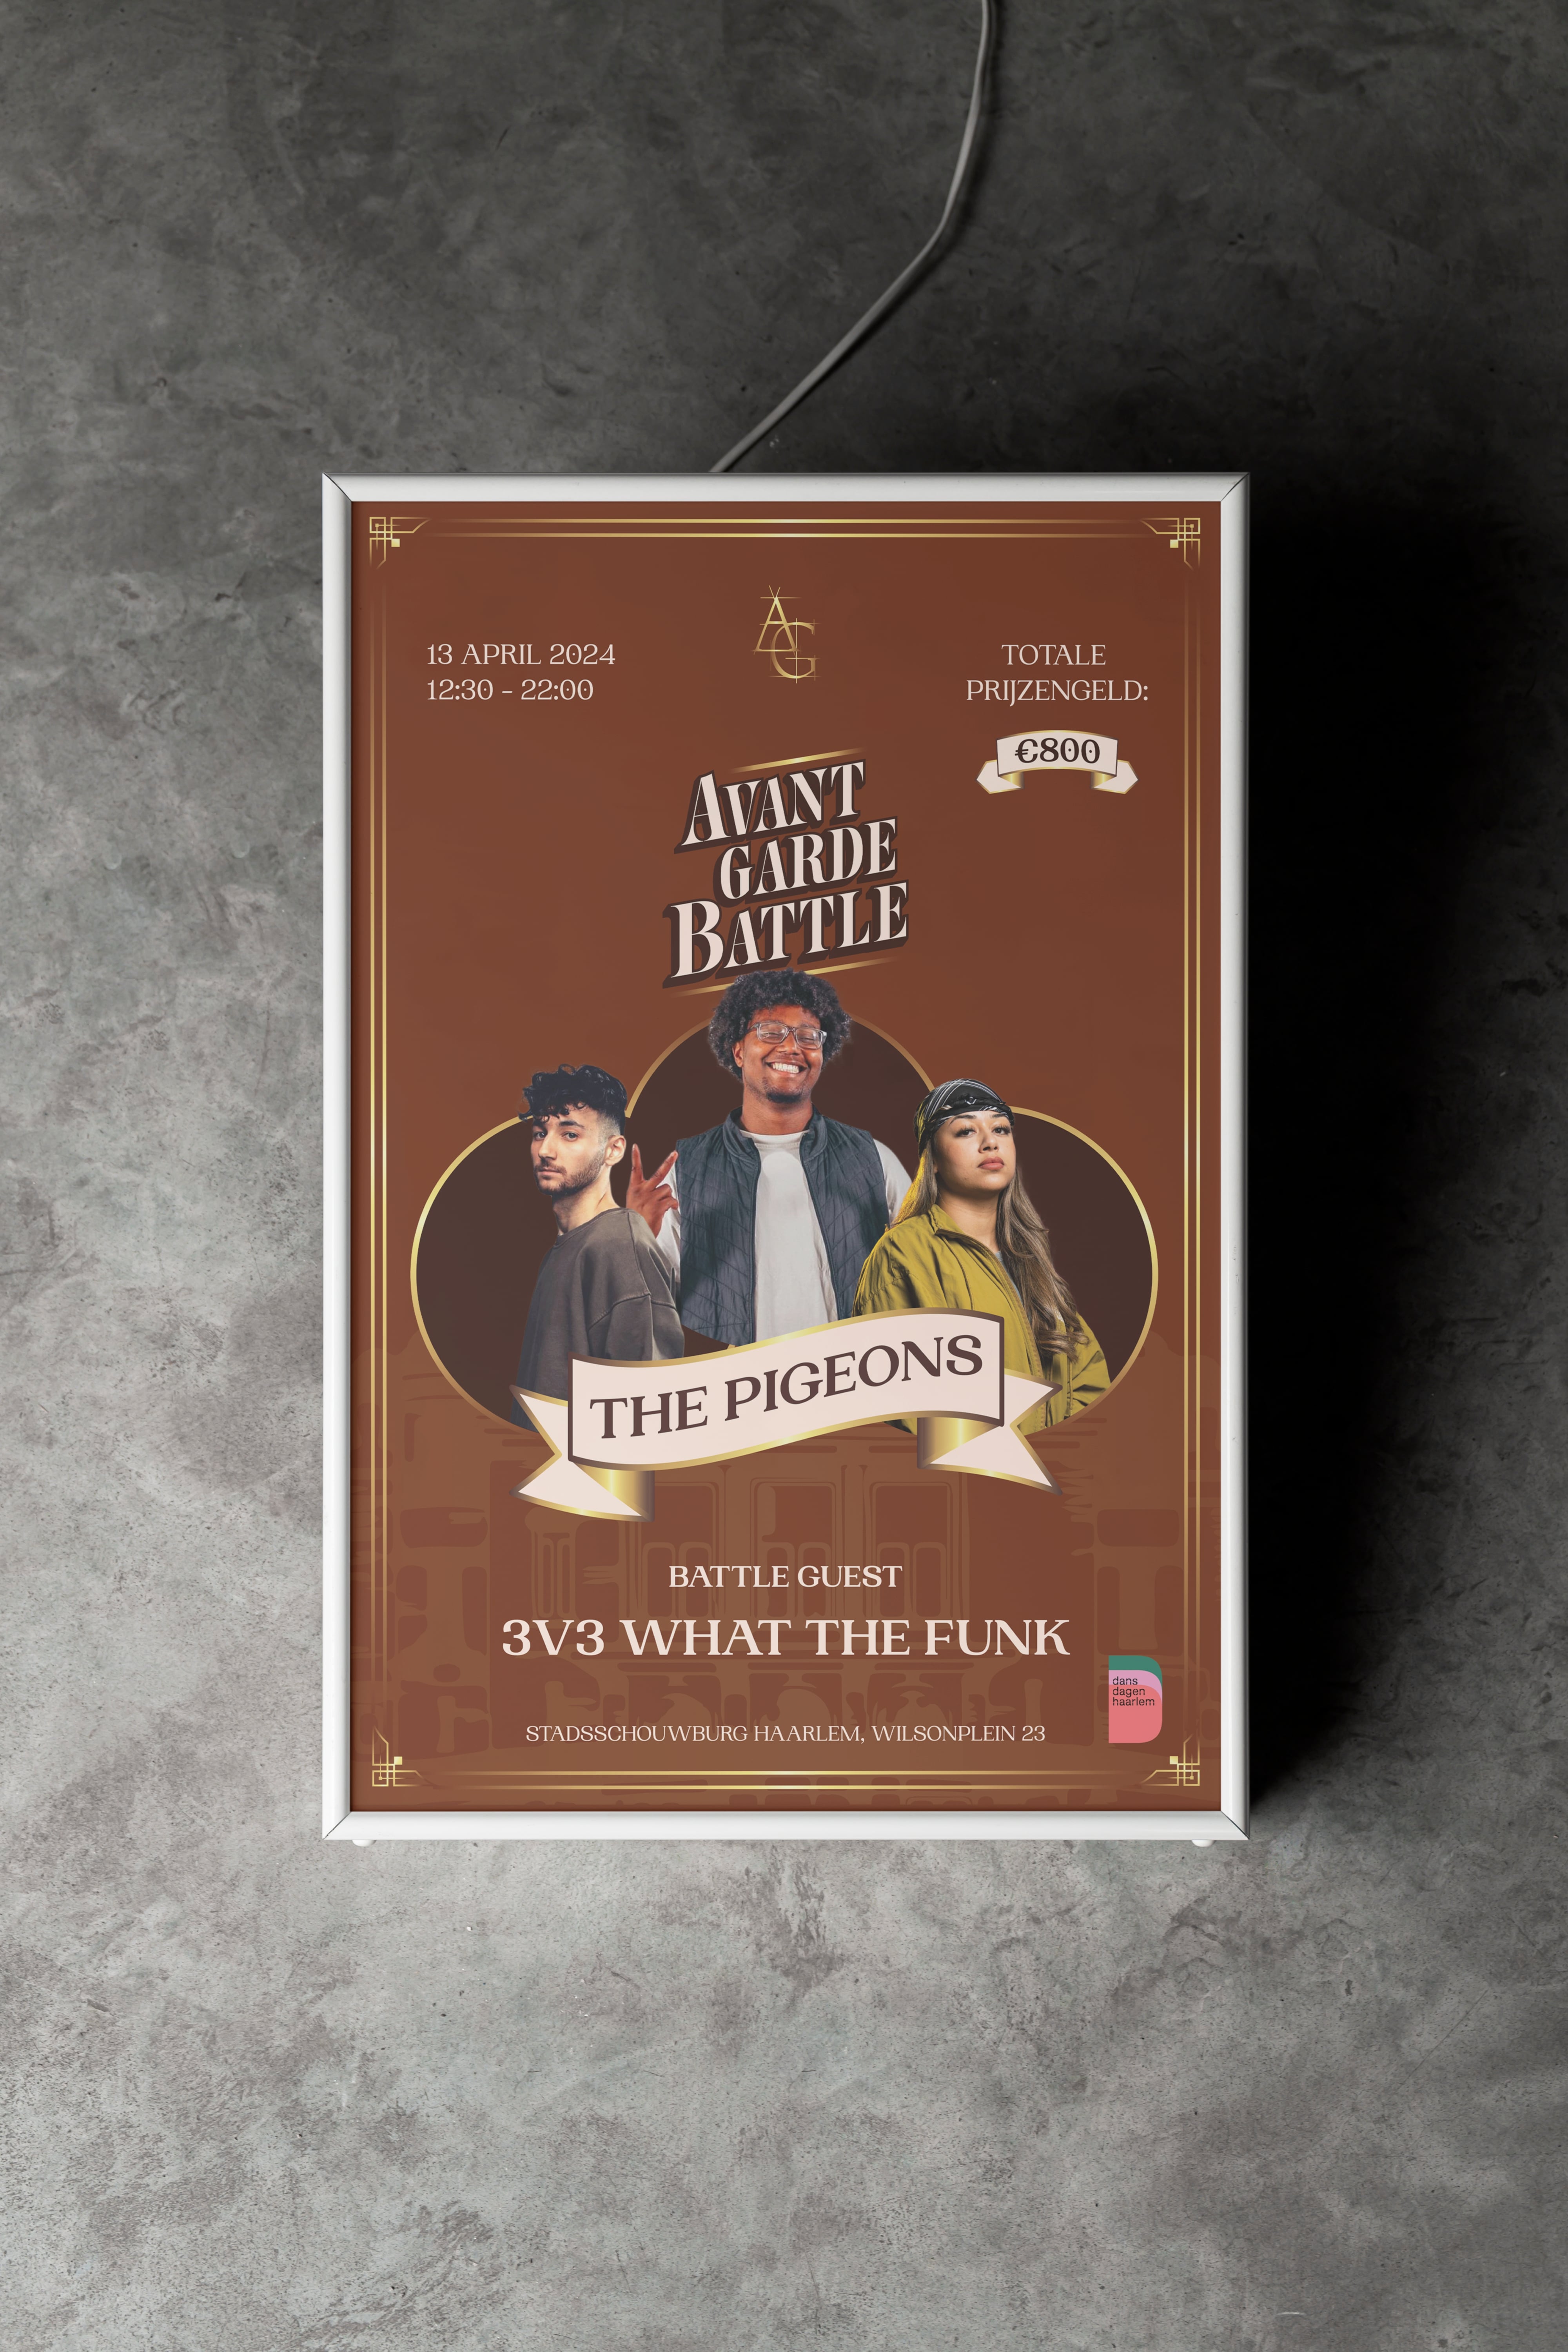 AG
13 APRIL 2024
12:30 - 22:00
TOTALE
PRIJZENGELD:
€800
AVANT
GARDE
BATTLE
THE PIGEONS
BATTLE GUEST
3V3 WHAT THE FUNK
dans
dagen
haarlem
STADSSCHOUWBURG HAARLEM, WILSONPLEIN 23